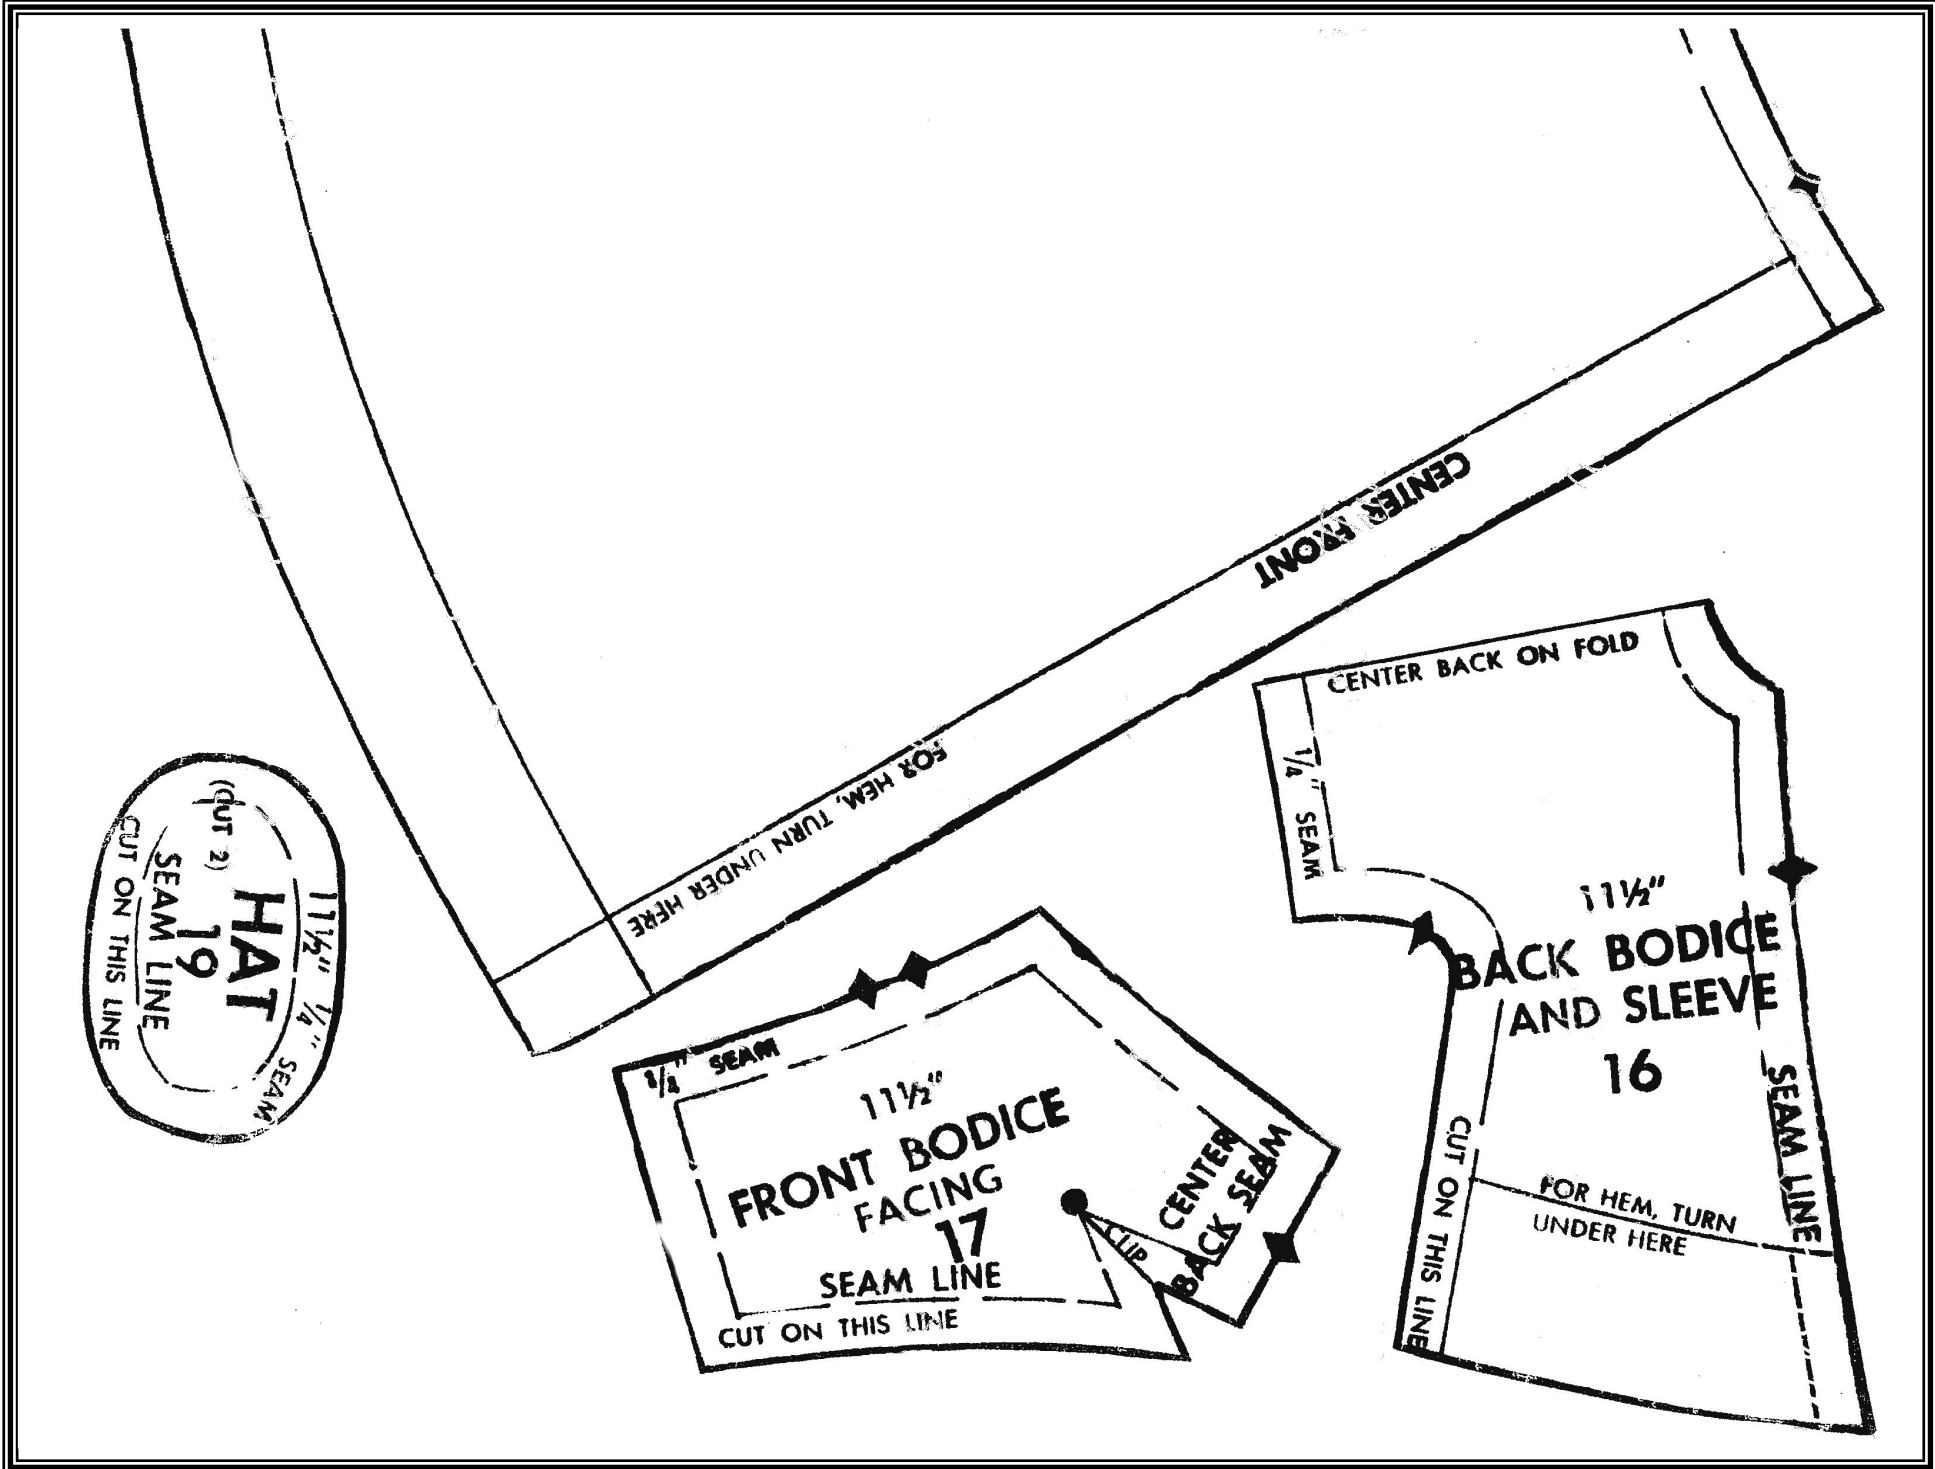 CENTER FRONT
FOR HEM, TURN UNDER HERE
CENTER BACK ON FOLD
1/4" SEAM
11½"
BACK BODICE
AND SLEEVE
16
SEAM LINE
CUT ON THIS LINE
FOR HEM, TURN
UNDER HERE
11½" 1/4" SEAM
HAT
19
(CUT 2)
SEAM LINE
CUT ON THIS LINE
1/4" SEAM
11½"
FRONT BODICE
FACING
17
SEAM LINE
CUT ON THIS LINE
CLIP
CENTER
BACK SEAM